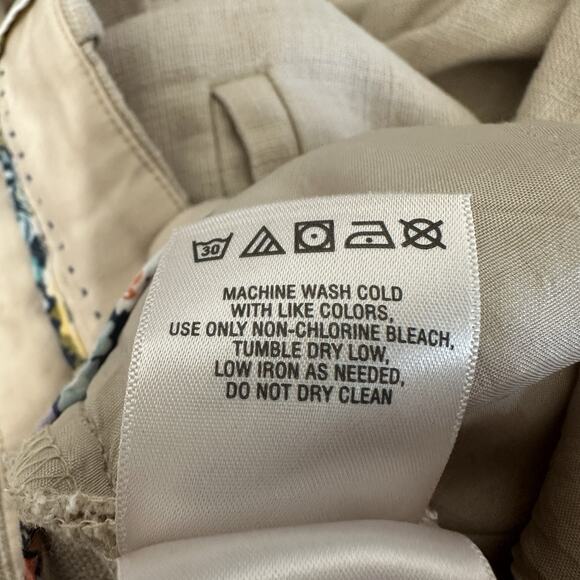 30
MACHINE WASH COLD
WITH LIKE COLORS,
USE ONLY NON-CHLORINE BLEACH,
TUMBLE DRY LOW,
LOW IRON AS NEEDED,
DO NOT DRY CLEAN